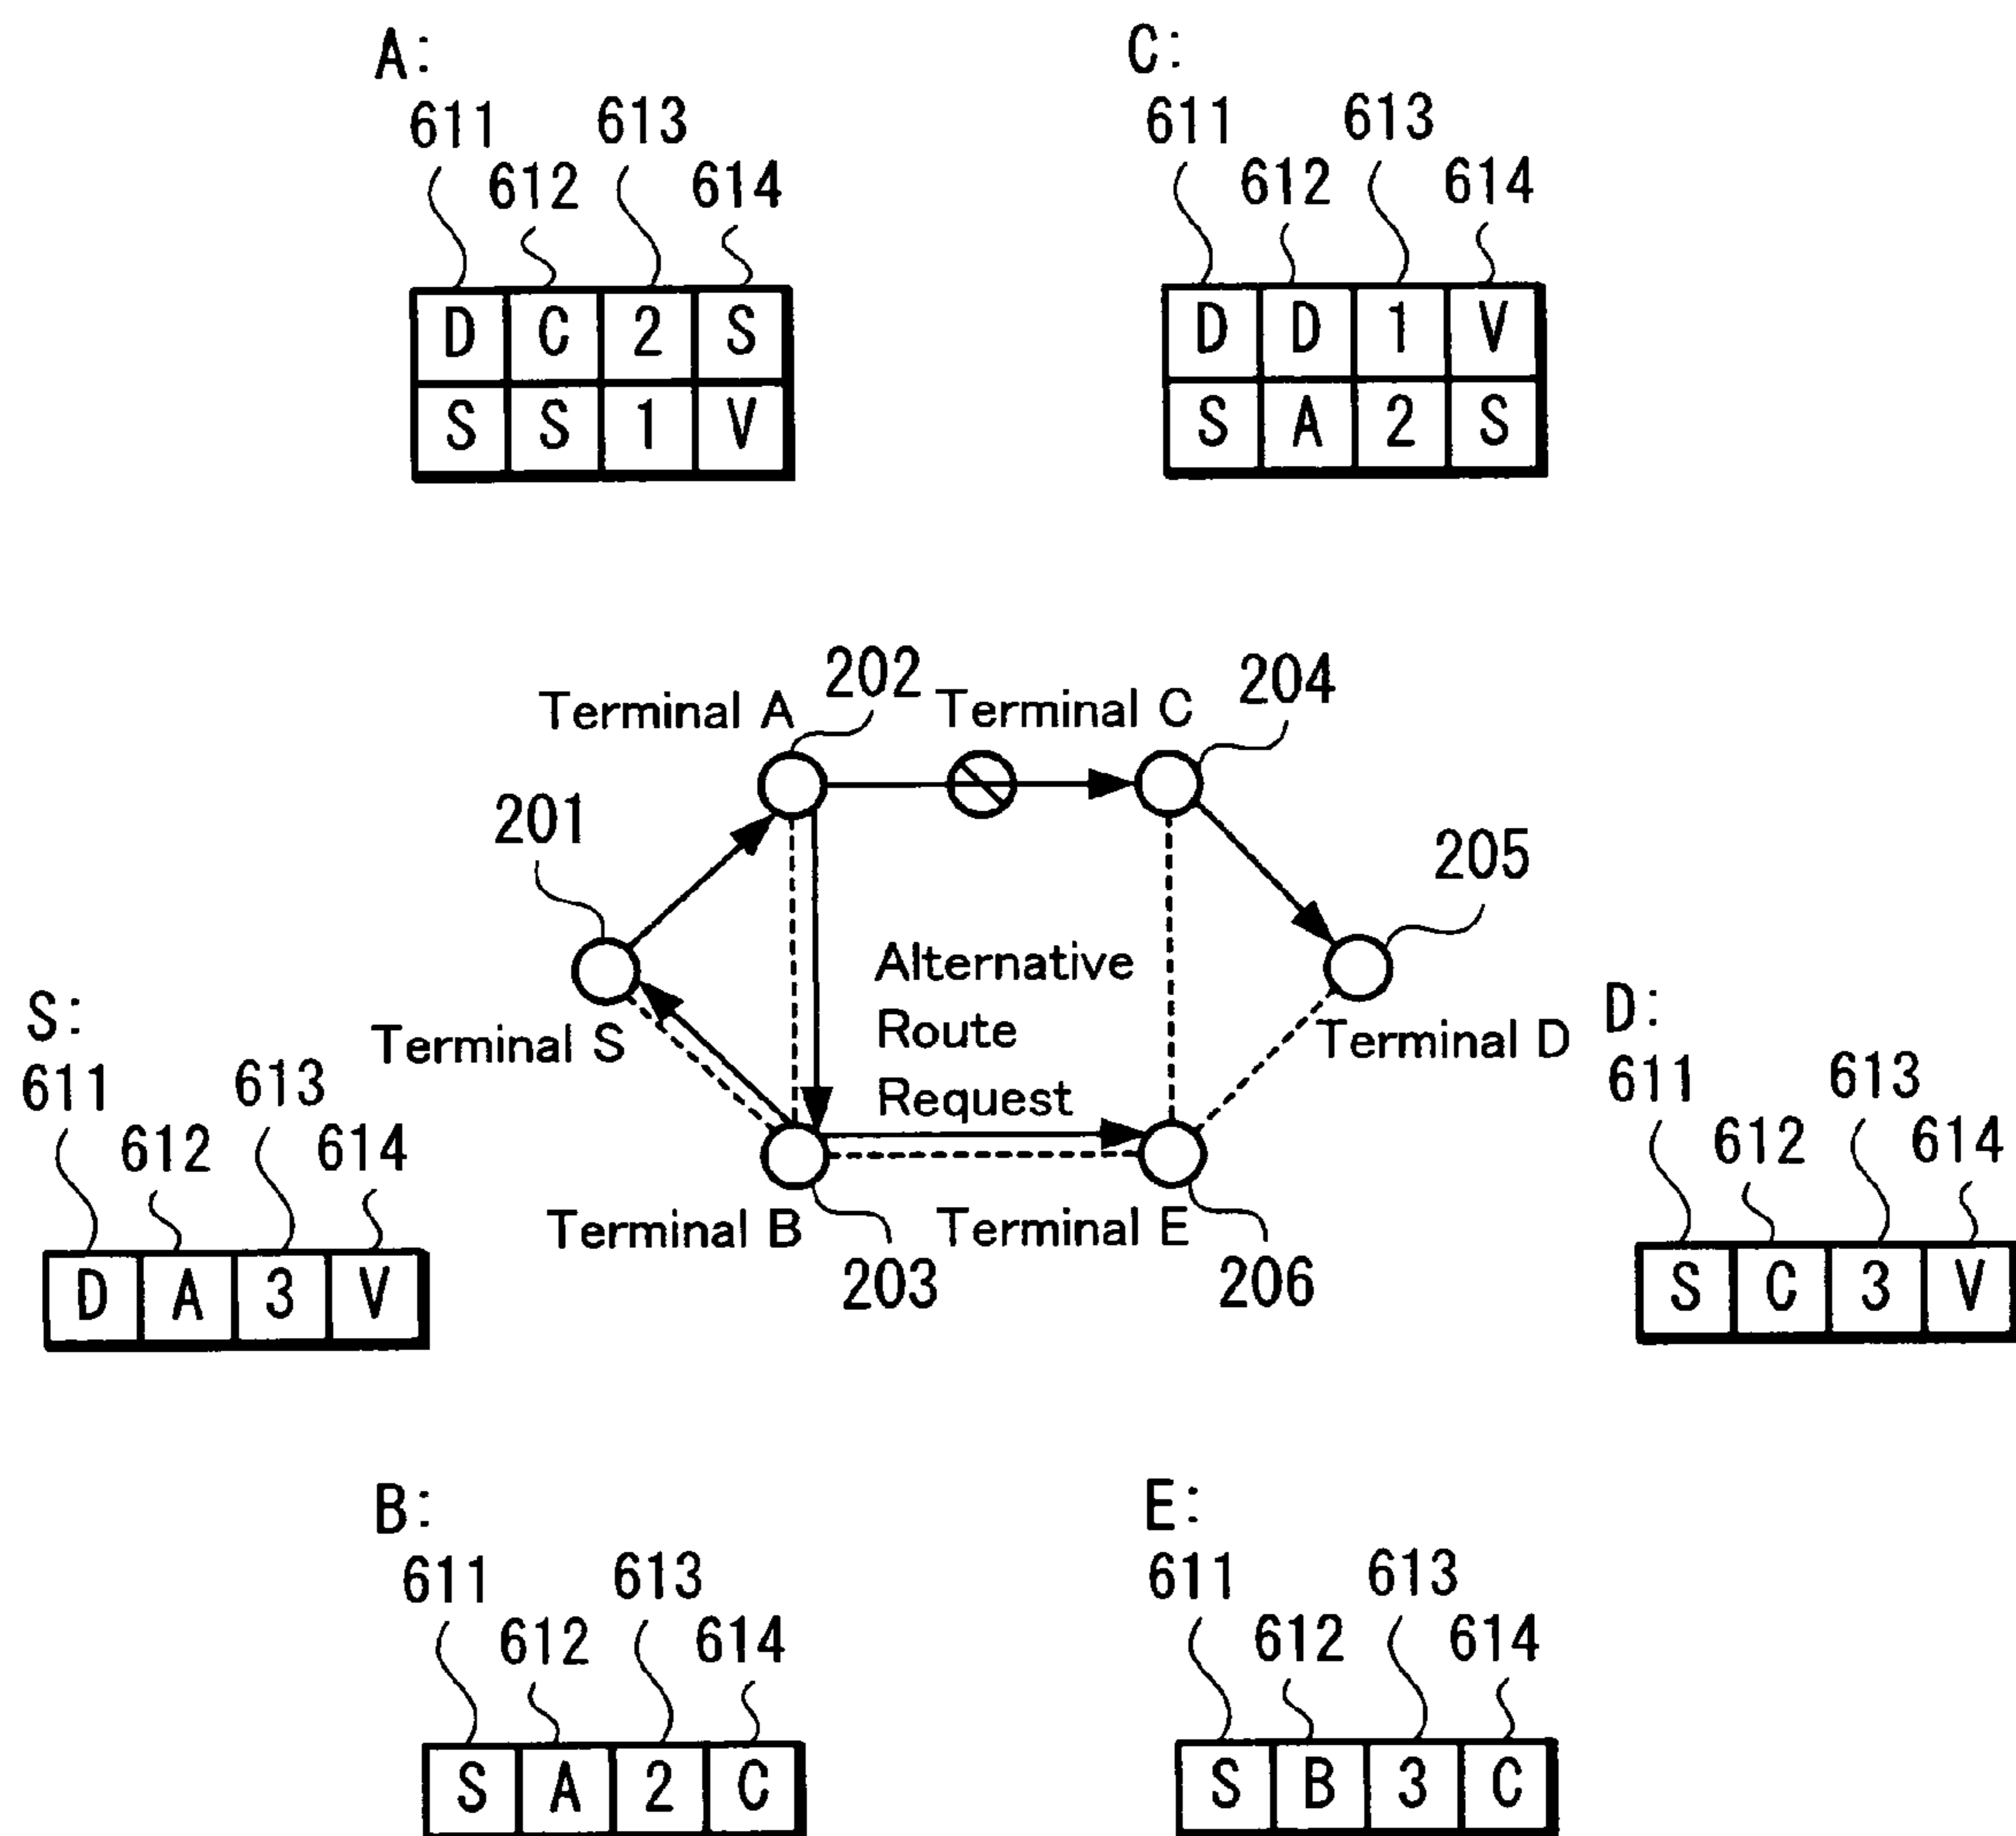 A:
611
612
613
614
D C 2 S
S S 1 V
C:
611
612
613
614
D D 1 V
S A 2 S
Terminal A
202
Terminal C
204
201
205
Alternative
Route
Request
Terminal S
Terminal D
Terminal B
203
Terminal E
206
S:
611
612
613
614
D A 3 V
D:
611
612
613
614
S C 3 V
B:
611
612
613
614
S A 2 C
E:
611
612
613
614
S B 3 C